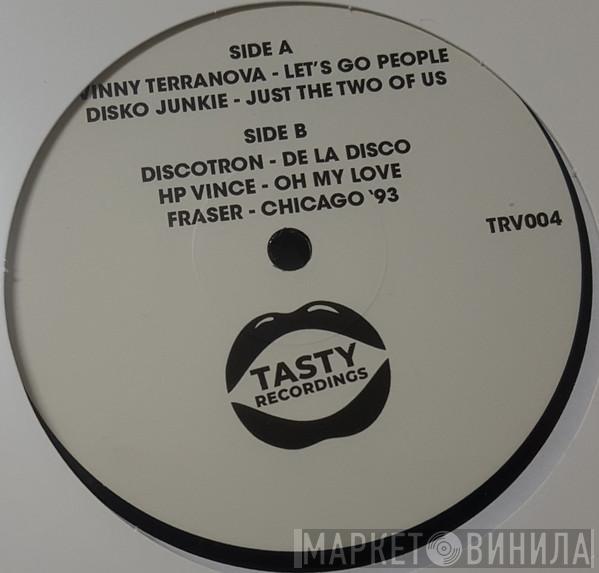 SIDE A
VINNY TERRANOVA - LET'S GO PEOPLE
DISKO JUNKIE - JUST THE TWO OF US
SIDE B
DISCOTRON - DE LA DISCO
HP VINCE - OH MY LOVE
FRASER - CHICAGO '93
TRV004
TASTY
RECORDINGS
МАРКЕТ ВИНИЛА